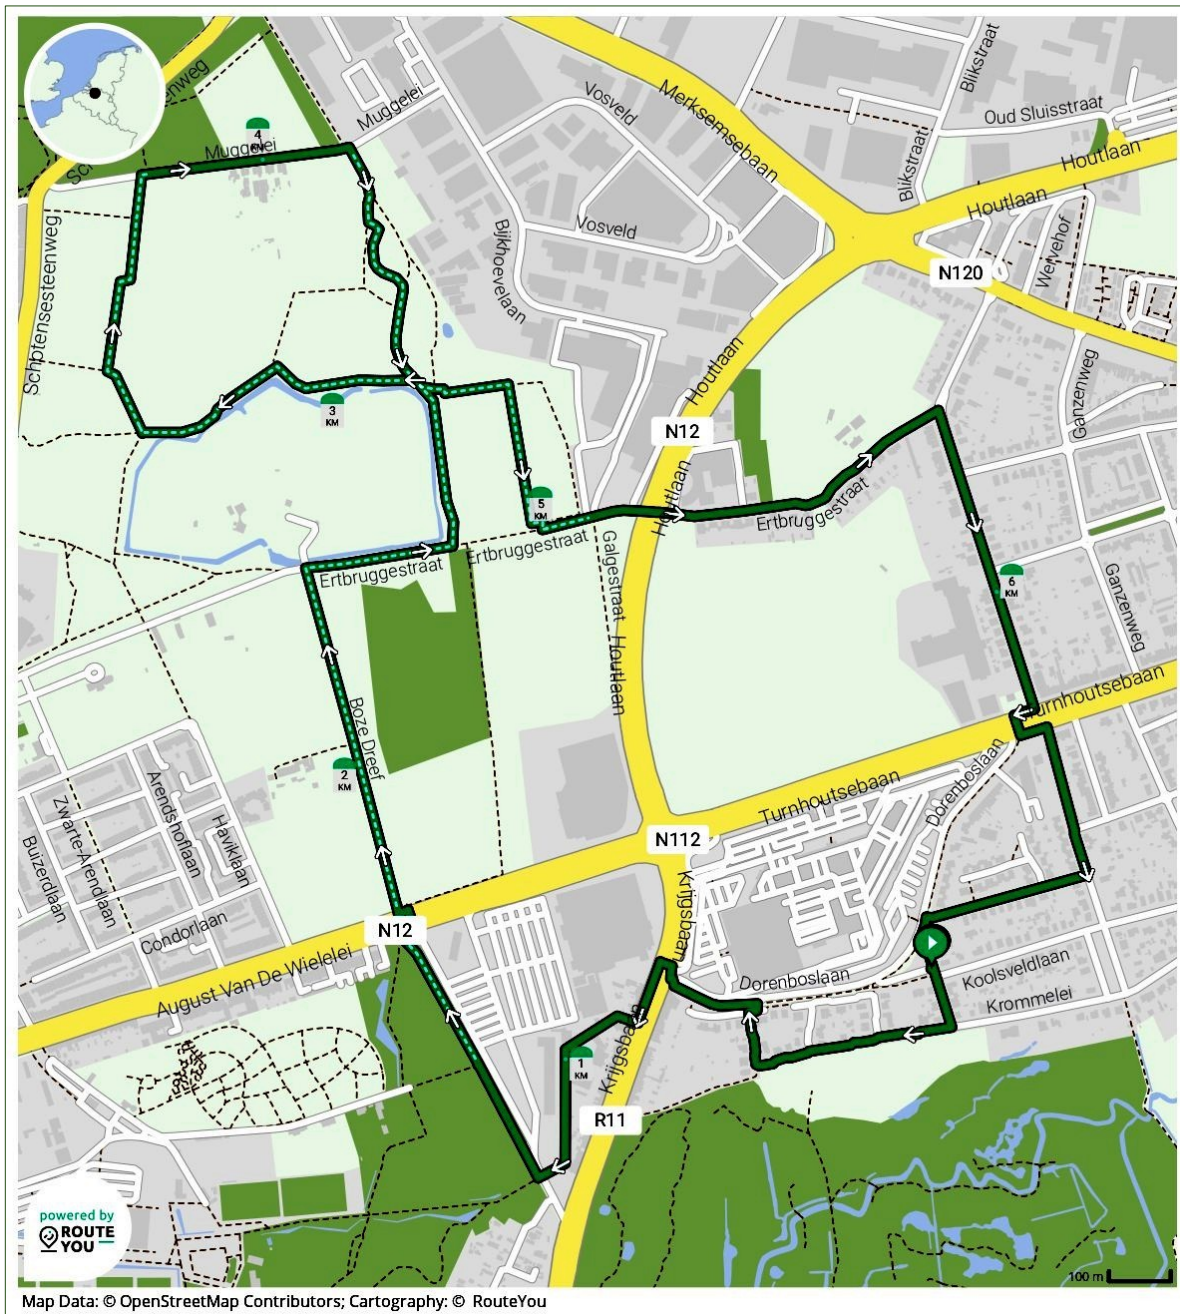 Merksemsebaan
Blikstraat
Oud Sluisstraat
Vosveld
Muggelei
Houtlaan
4
KM
Muggelei
Blikstraat
Houtlaan
Vosveld
Wervehof
Bijkhoevelaan
N120
Schotensesteenweg
Houtlaan
Ganzenweg
3
KM
N12
Houtlaan
5
KM
Ertbruggestraat
Ertbruggestraat
Ertbruggestraat
Galgestraat
6
KM
Ganzenweg
Houtlaan
Turnhoutsebaan
Boze Dreef
2
KM
Arendshoflaan
Zwarte-Arendlaan
Haviklaan
Buizerdlaan
Turnhoutsebaan
Dorenboslaan
N112
Krijgsbaan
Condorlaan
N12
August Van De Wielelei
Dorenboslaan
Koolsveldlaan
Krommelei
Krijgsbaan
1
KM
R11
powered by
ROUTE
YOU
100 m
Map Data: © OpenStreetMap Contributors; Cartography: © RouteYou